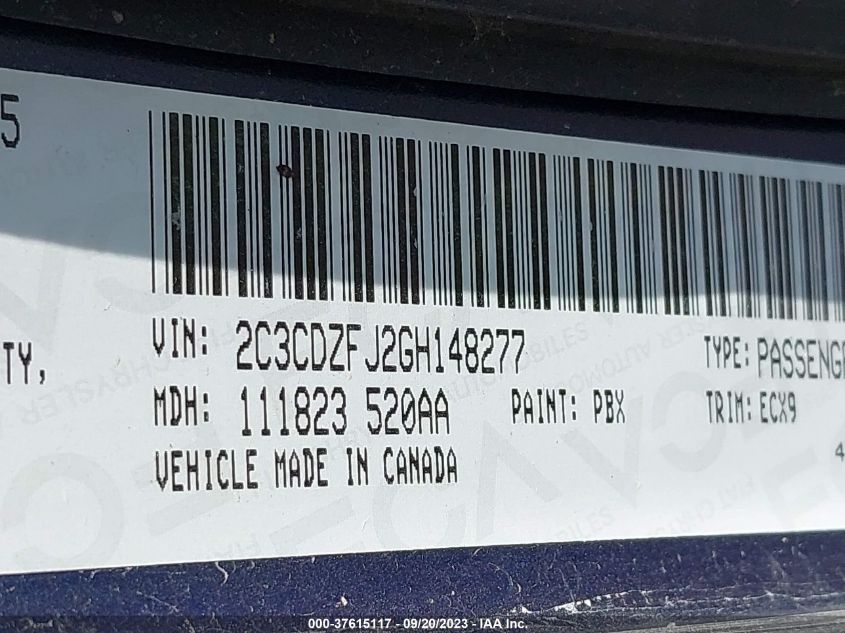 5
TY,
VIN: 2C3CDZFJ2GH148277
TYPE: PASSENG
MDH: 111823 520AA
PAINT: PBX
TRIM: ECX9
VEHICLE MADE IN CANADA
4
000-37615117 - 09/20/2023 - IAA Inc.